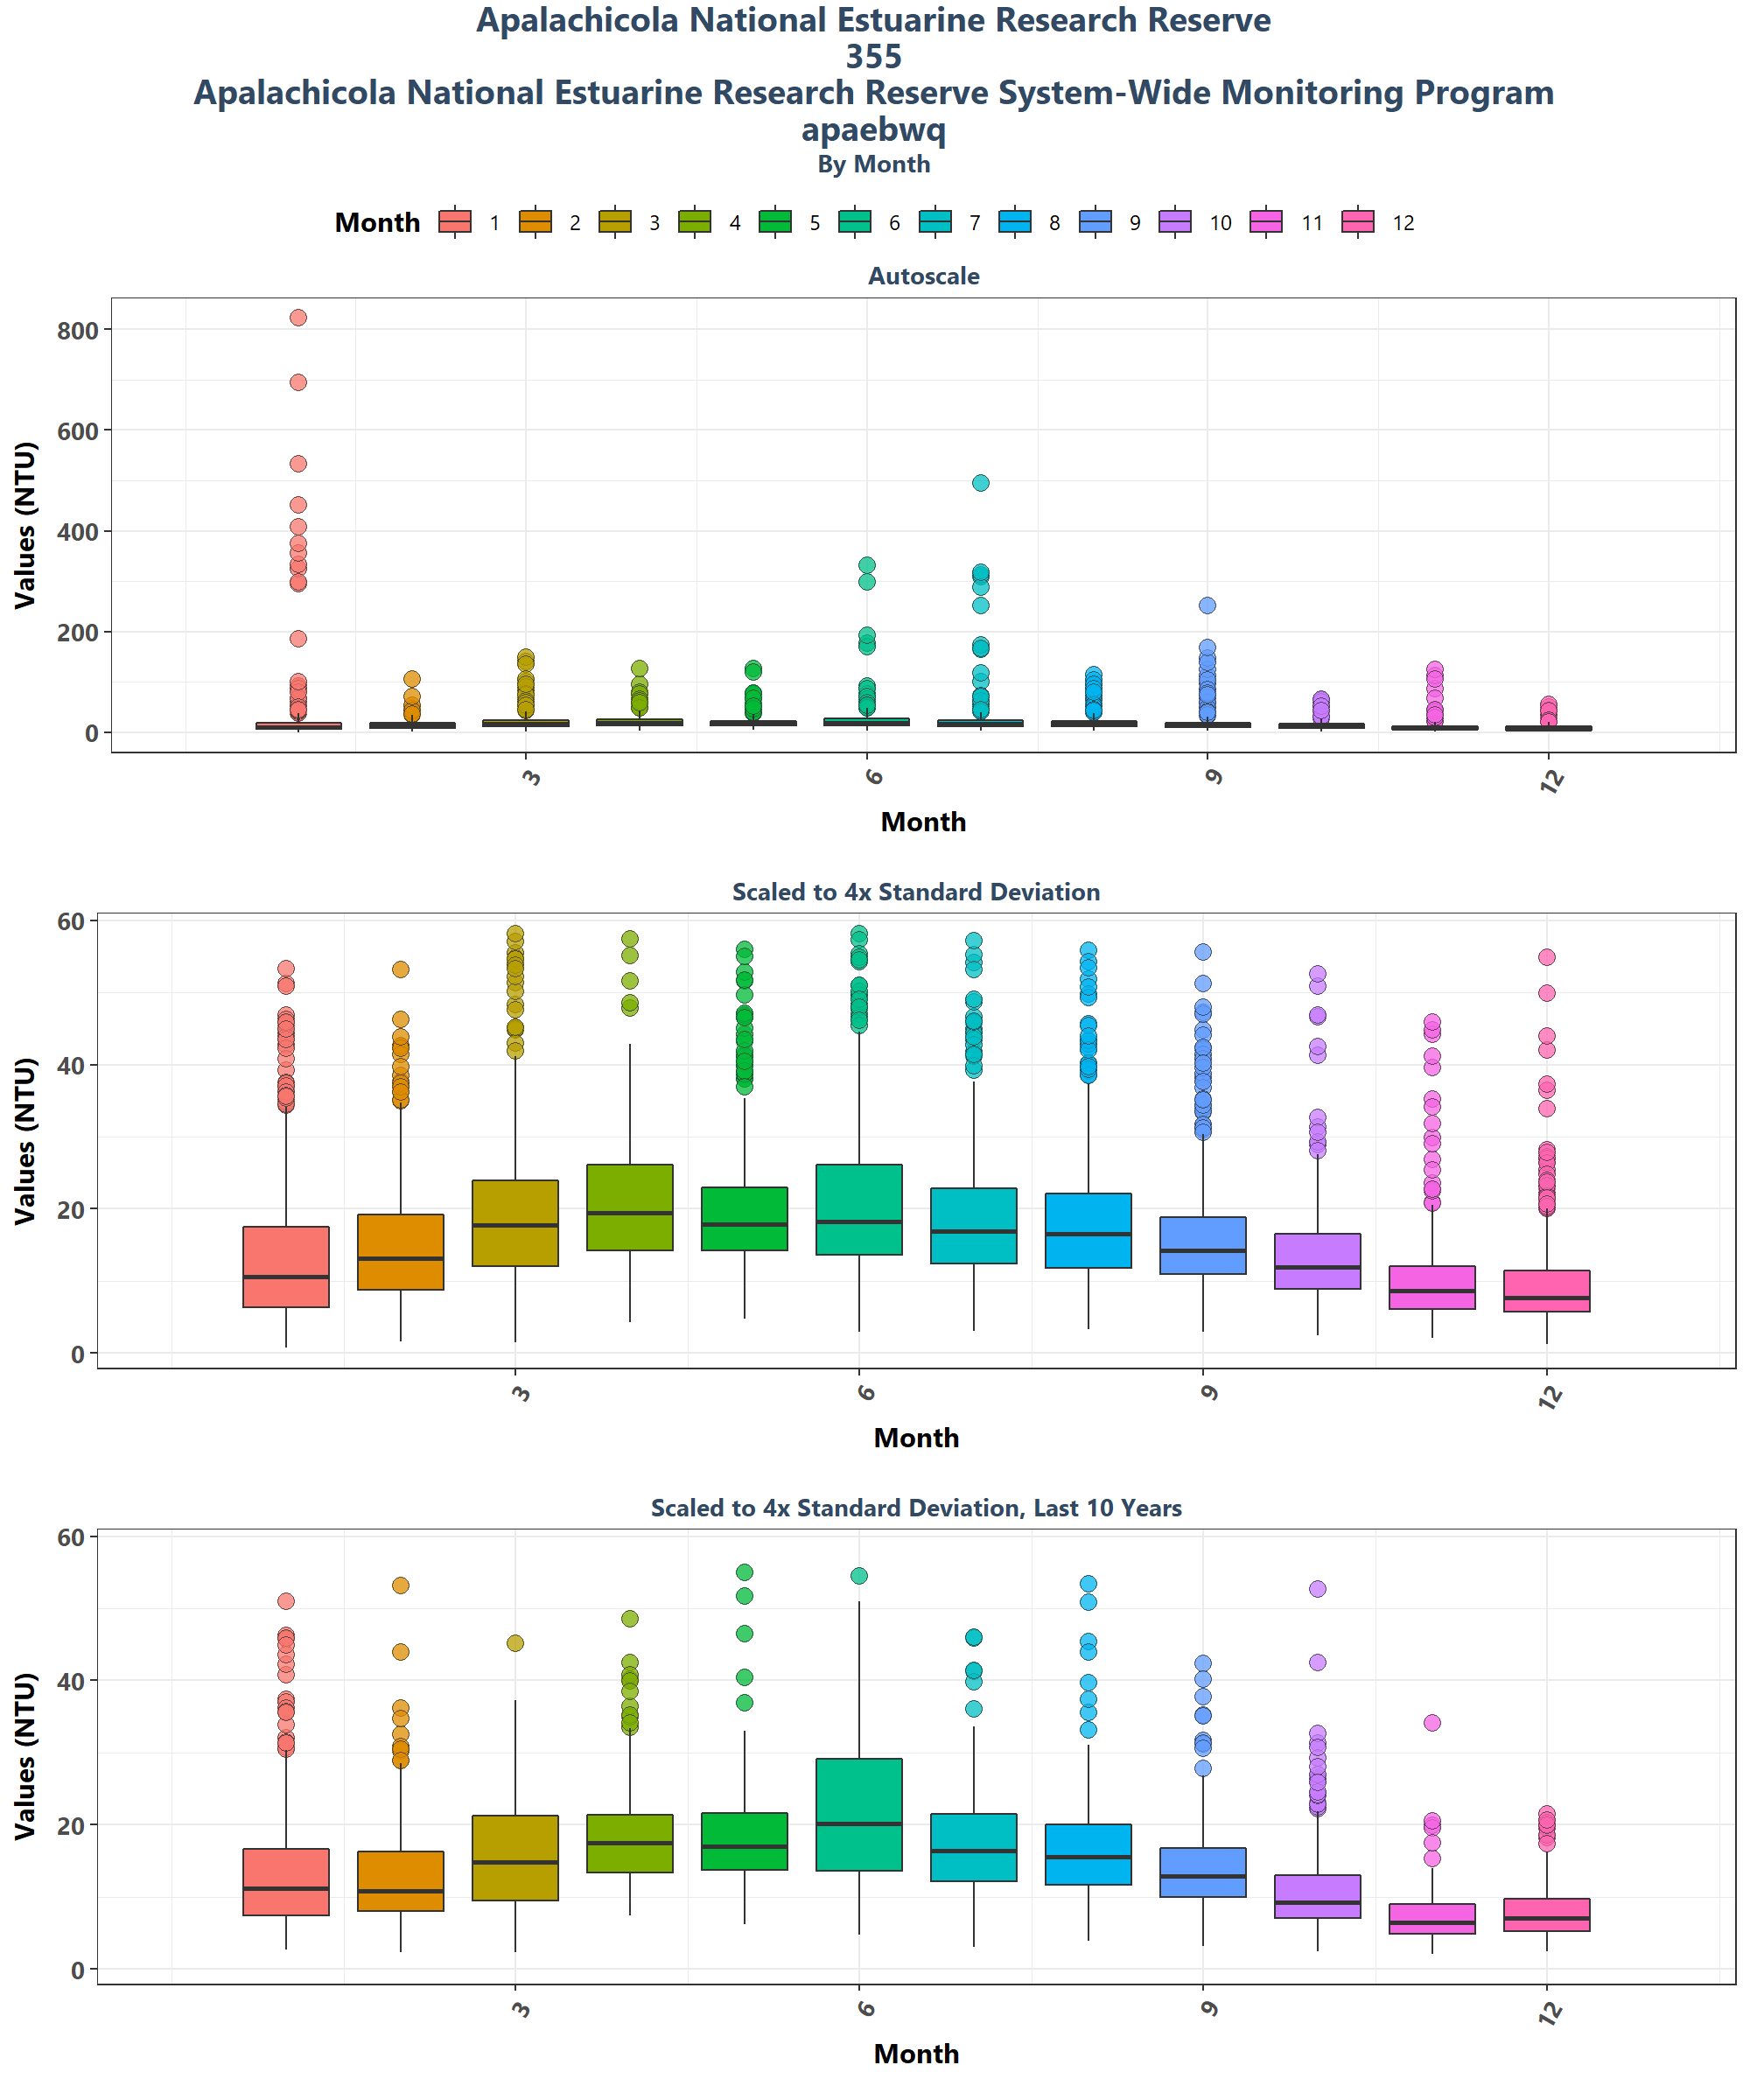 Apalachicola National Estuarine Research Reserve
355
Apalachicola National Estuarine Research Reserve System-Wide Monitoring Program
apaebwq
By Month
Month 1 2 3 4 5 6 7 8 9 10 11 12
Autoscale
Values (NTU)
800
600
400
200
0
3 6 9 12
Month
Scaled to 4x Standard Deviation
Values (NTU)
60
40
20
0
3 6 9 12
Month
Scaled to 4x Standard Deviation, Last 10 Years
Values (NTU)
60
40
20
0
3 6 9 12
Month